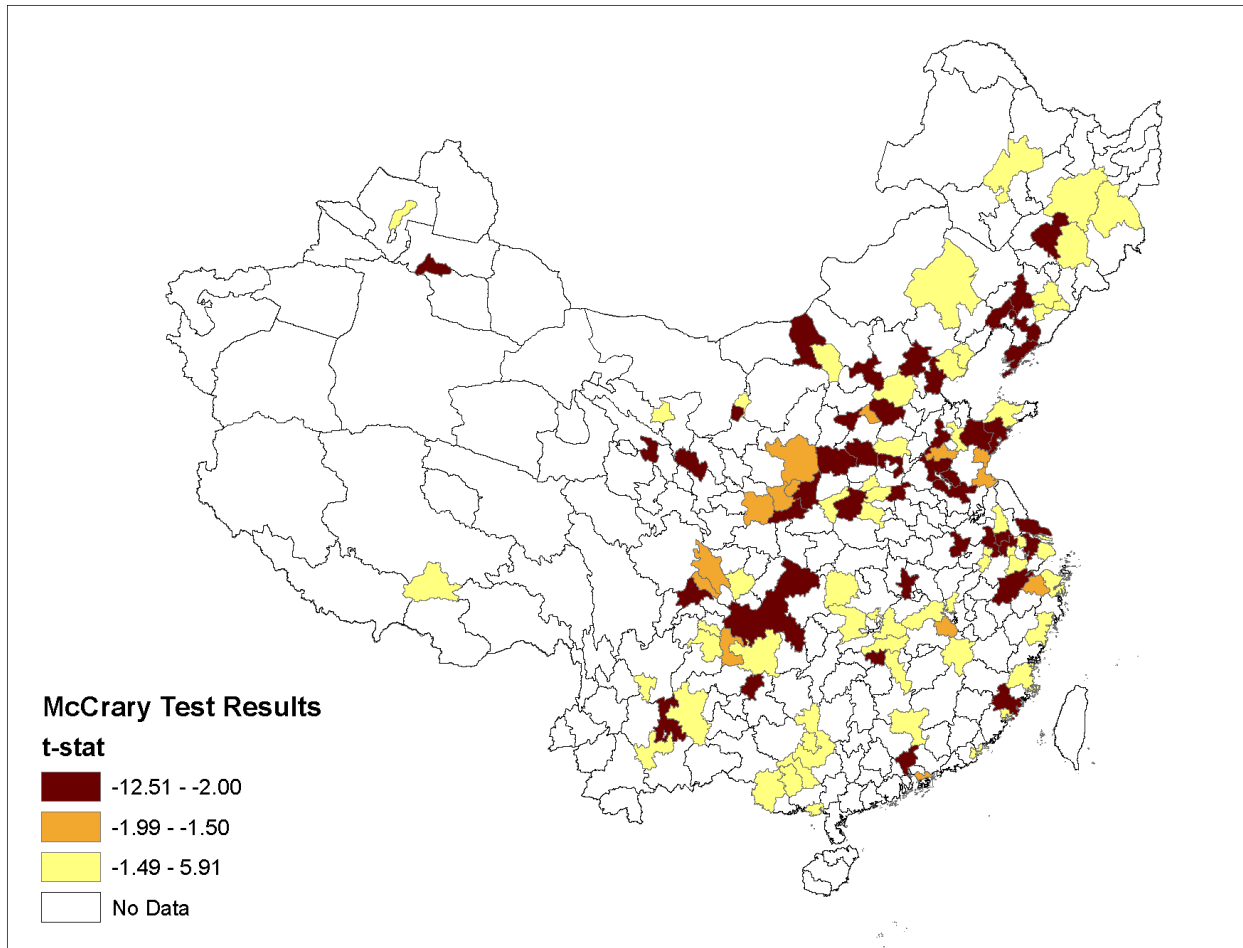 McCrary Test Results
t-stat
-12.51 - -2.00
-1.99 - -1.50
-1.49 - 5.91
No Data